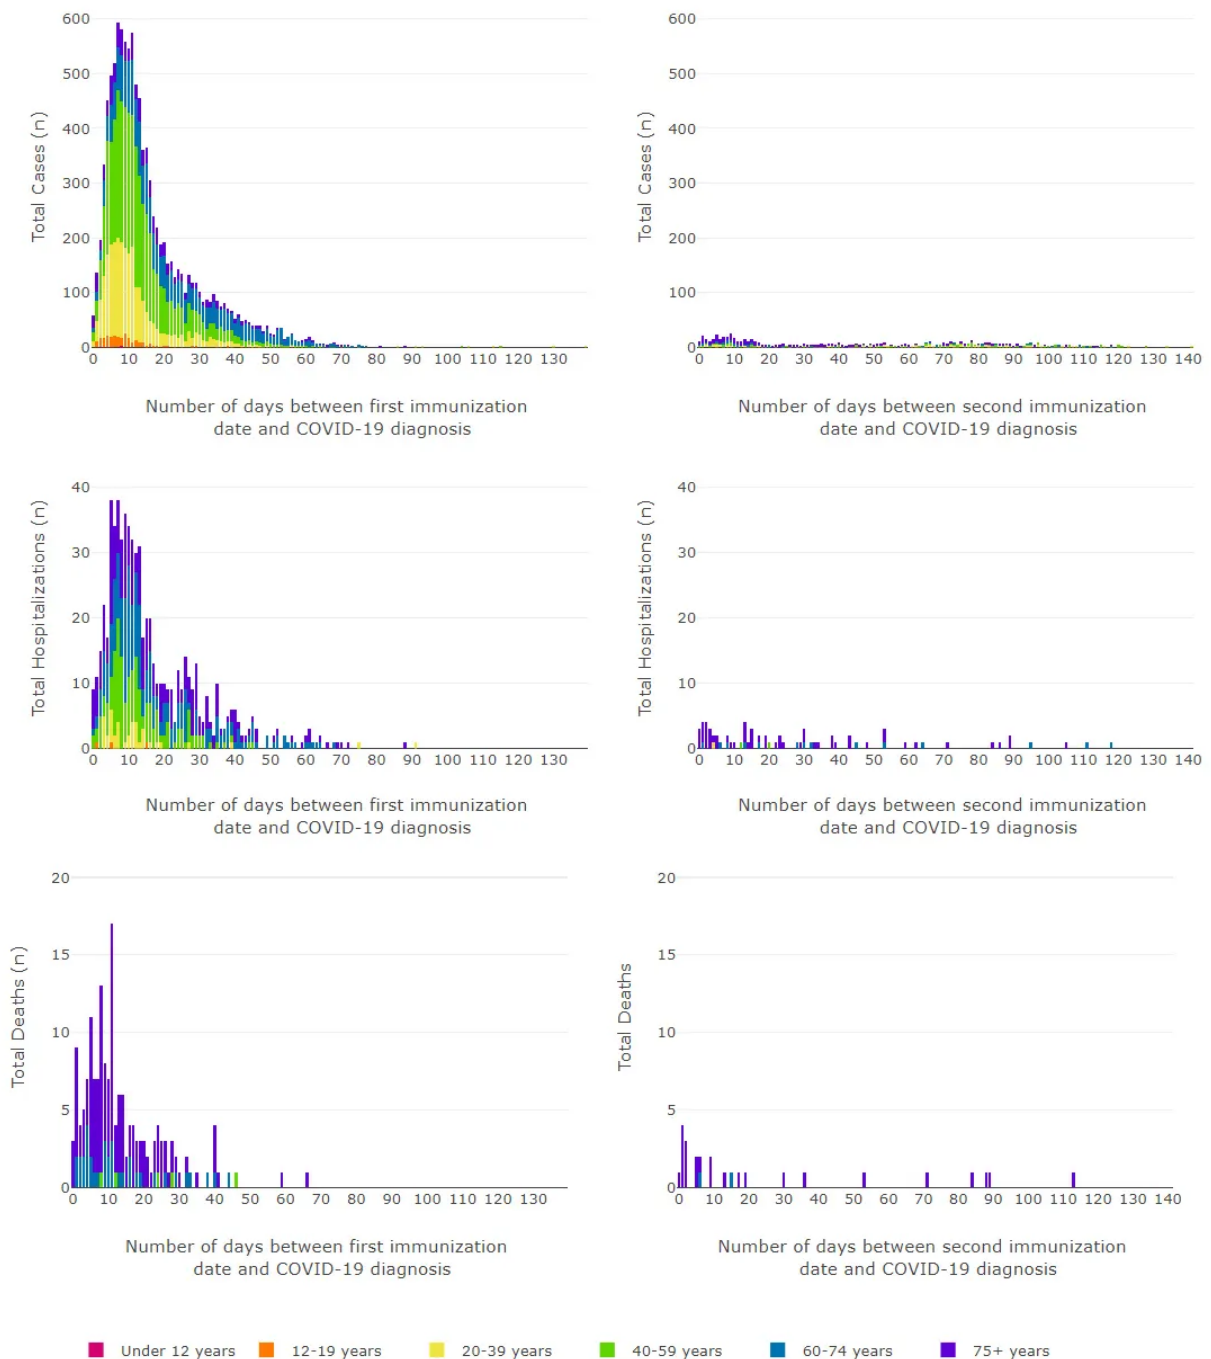 600
500
400
300
200
100
0
Total Cases (n)
0 10 20 30 40 50 60 70 80 90 100 110 120 130
Number of days between first immunization
date and COVID-19 diagnosis
600
500
400
300
200
100
0
Total Cases (n)
0 10 20 30 40 50 60 70 80 90 100 110 120 130 140
Number of days between second immunization
date and COVID-19 diagnosis
40
30
20
10
0
Total Hospitalizations (n)
0 10 20 30 40 50 60 70 80 90 100 110 120 130
Number of days between first immunization
date and COVID-19 diagnosis
40
30
20
10
0
Total Hospitalizations (n)
0 10 20 30 40 50 60 70 80 90 100 110 120 130 140
Number of days between second immunization
date and COVID-19 diagnosis
20
15
10
5
0
Total Deaths (n)
0 10 20 30 40 50 60 70 80 90 100 110 120 130
Number of days between first immunization
date and COVID-19 diagnosis
20
15
10
5
0
Total Deaths
0 10 20 30 40 50 60 70 80 90 100 110 120 130 140
Number of days between second immunization
date and COVID-19 diagnosis
Under 12 years 12-19 years 20-39 years 40-59 years 60-74 years 75+ years